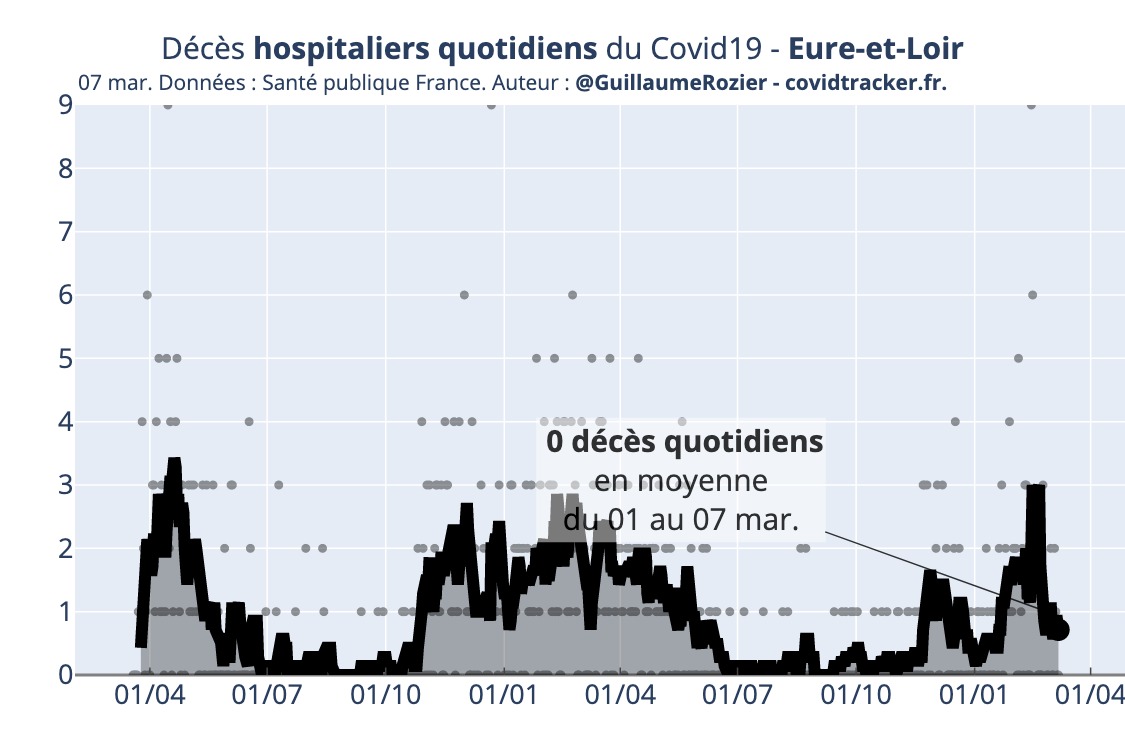 Décès hospitaliers quotidiens du Covid19 - Eure-et-Loir
07 mar. Données : Santé publique France. Auteur : @GuillaumeRozier - covidtracker.fr.
9
8
7
6
5
4
3
2
1
0
0 décès quotidiens
en moyenne
du 01 au 07 mar.
01/04 01/07 01/10 01/01 01/04 01/07 01/10 01/01 01/04